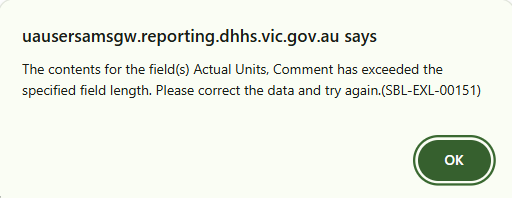 uausersamsgw.reporting.dhhs.vic.gov.au says
The contents for the field(s) Actual Units, Comment has exceeded the
specified field length. Please correct the data and try again.(SBL-EXL-00151)
OK